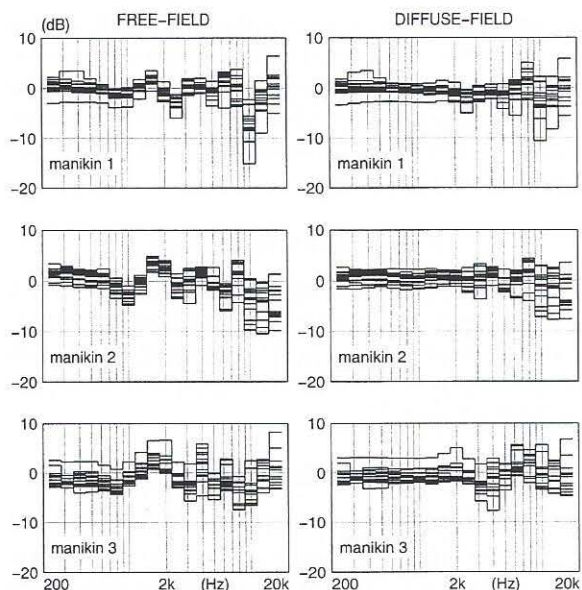 FREE-FIELD DIFFUSE-FIELD
(dB)
10 10
0 0
-10 -10
-20 -20
manikin 1 manikin 1
10 10
0 0
-10 -10
-20 -20
manikin 2 manikin 2
10 10
0 0
-10 -10
-20 -20
manikin 3 manikin 3
200 2k (Hz) 20k 200 2k (Hz) 20k